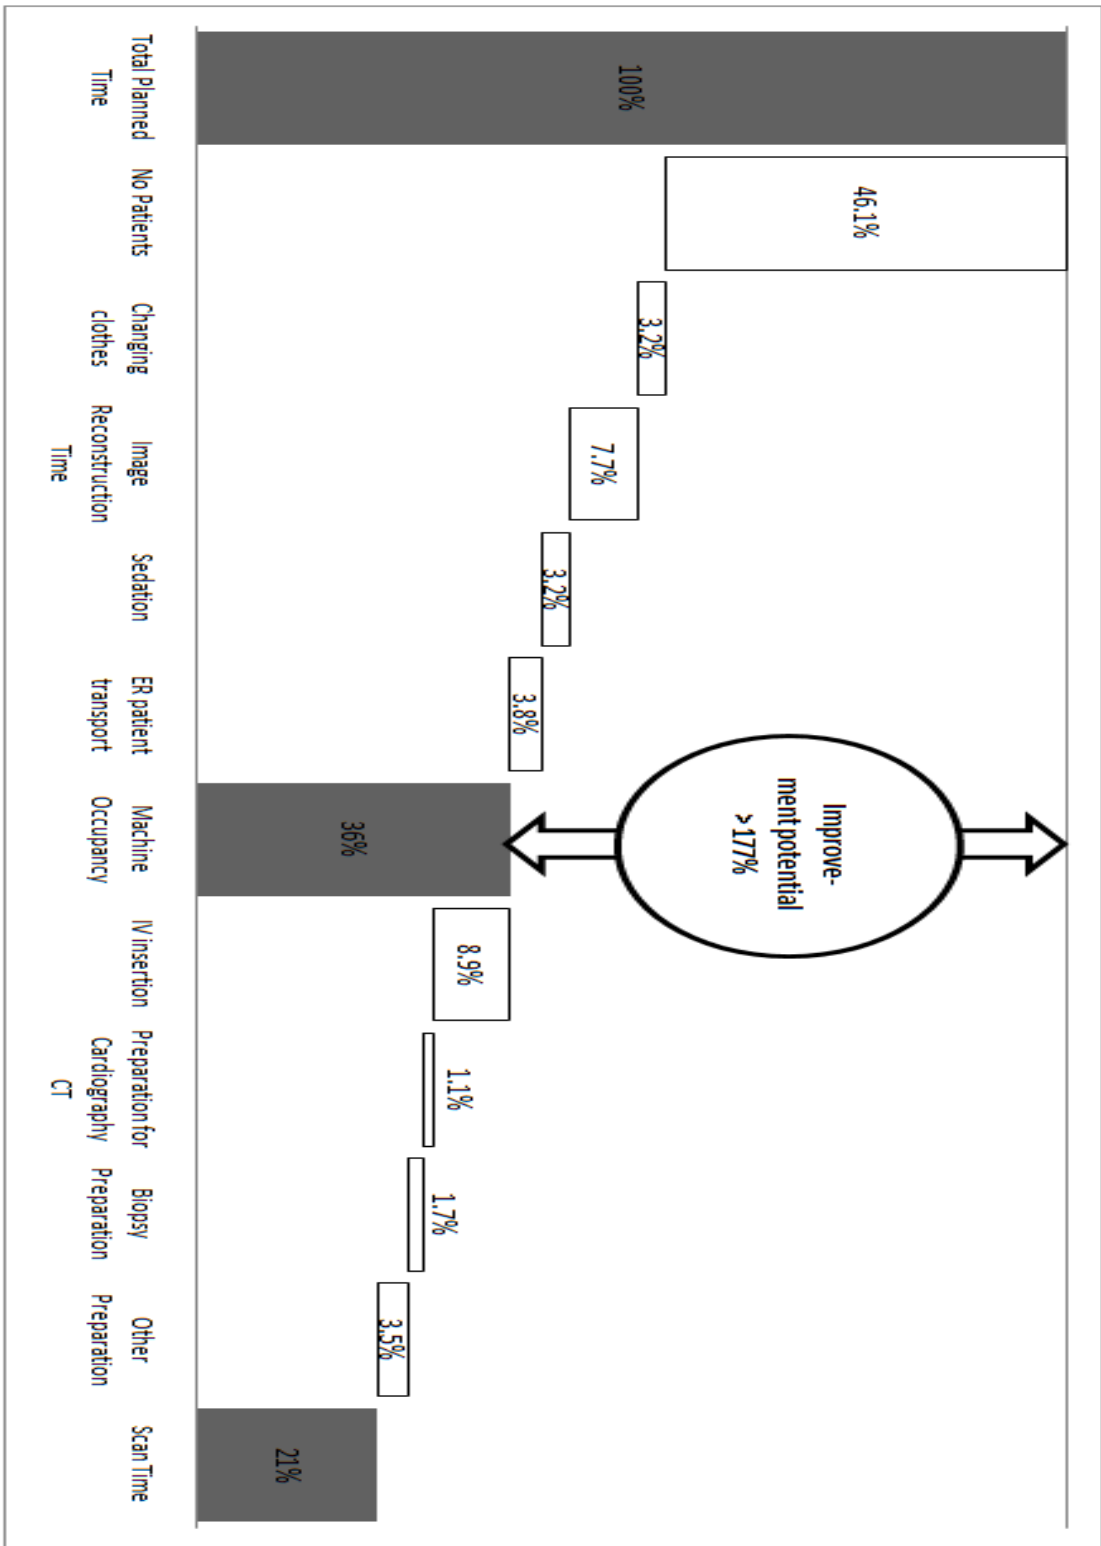 100%
46.1%
3.2%
7.7%
3.2%
3.8%
36%
8.9%
1.1%
1.7%
3.5%
21%
Improve-
ment potential
>177%
Total Planned
Time
No Patients
Changing
clothes
Image
Reconstruction
Time
Sedation
ER patient
transport
Machine
Occupancy
IV insertion
Preparation for
Cardiography
CT
Biopsy
Preparation
Other
Preparation
Scan Time